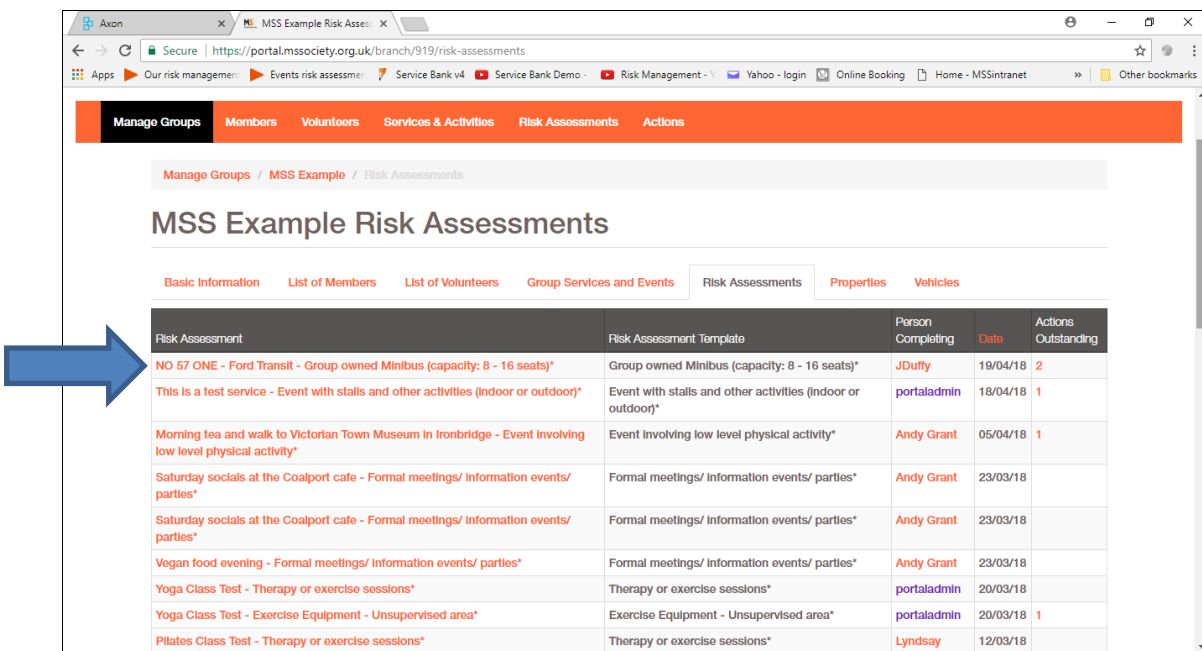 Axon
MS MSS Example Risk Assess
Secure | https://portal.mssociety.org.uk/branch/919/risk-assessments
Apps Our risk management Events risk assessme Service Bank v4 Service Bank Demo - Risk Management - Y Yahoo - login Online Booking Home - MSSintranet » Other bookmarks
Manage Groups Members Volunteers Services & Activities Risk Assessments Actions
Manage Groups / MSS Example / Risk Assessments
MSS Example Risk Assessments
Basic Information List of Members List of Volunteers Group Services and Events Risk Assessments Properties Vehicles
Person Actions
Risk Assessment Risk Assessment Template Completing Date Outstanding
NO 57 ONE - Ford Transit - Group owned Minibus (capacity: 8 - 16 seats)* Group owned Minibus (capacity: 8 - 16 seats)* JDuffy 19/04/18 2
This is a test service - Event with stalls and other activities (indoor or outdoor)* Event with stalls and other activities (indoor or portaladmin 18/04/18 1
outdoor)*
Morning tea and walk to Victorian Town Museum in Ironbridge - Event involving Event involving low level physical activity* Andy Grant 05/04/18 1
low level physical activity*
Saturday socials at the Coalport cafe - Formal meetings/ information events/ Formal meetings/ information events/ parties* Andy Grant 23/03/18
parties*
Saturday socials at the Coalport cafe - Formal meetings/ information events/ Formal meetings/ information events/ parties* Andy Grant 23/03/18
parties*
Vegan food evening - Formal meetings/ information events/ parties* Formal meetings/ information events/ parties* Andy Grant 23/03/18
Yoga Class Test - Therapy or exercise sessions* Therapy or exercise sessions* portaladmin 20/03/18
Yoga Class Test - Exercise Equipment - Unsupervised area* Exercise Equipment - Unsupervised area* portaladmin 20/03/18 1
Pilates Class Test - Therapy or exercise sessions* Therapy or exercise sessions* Lyndsay 12/03/18